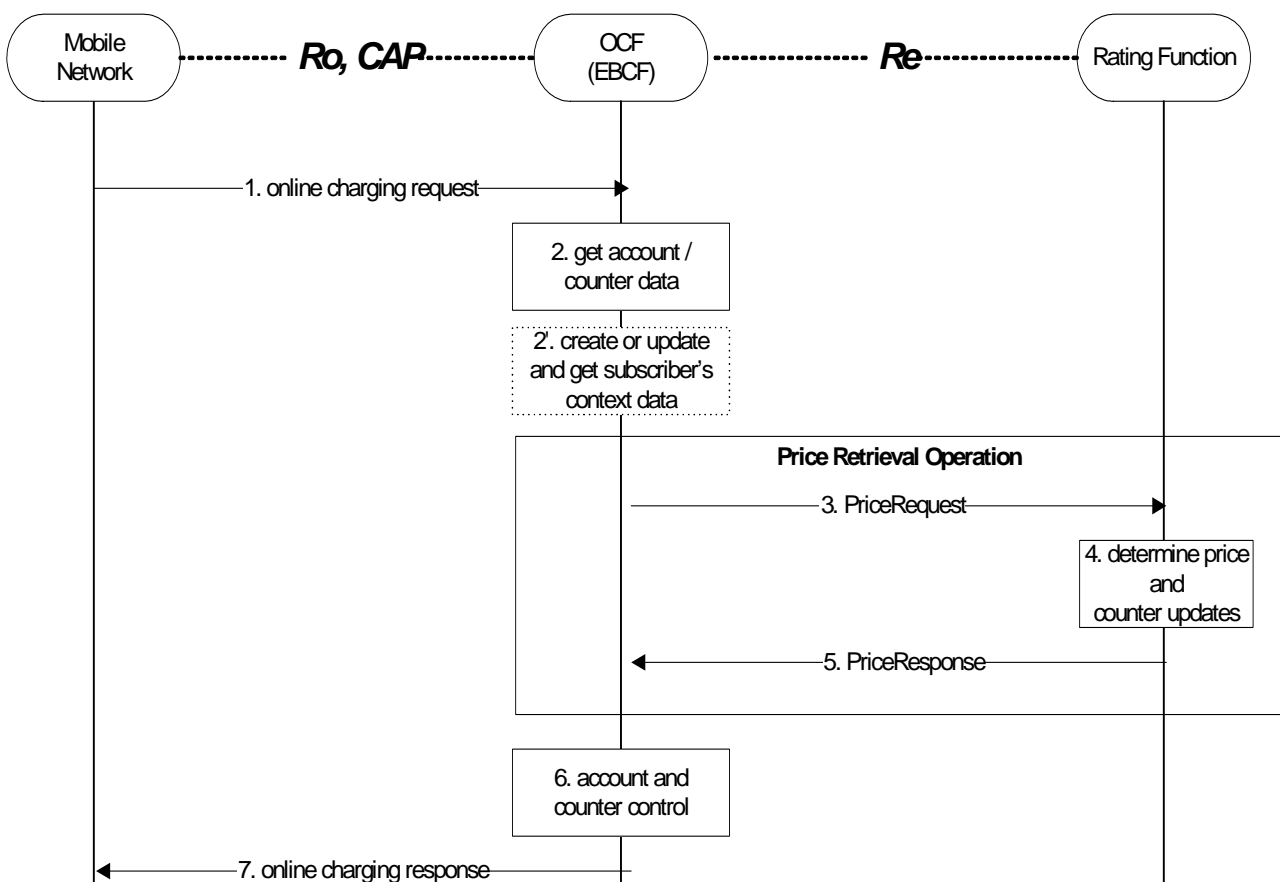 Mobile
Network
Ro, CAP
OCF
(EBCF)
Re
Rating Function
1. online charging request
2. get account /
counter data
2'. create or update
and get subscriber's
context data
Price Retrieval Operation
3. PriceRequest
4. determine price
and
counter updates
5. PriceResponse
6. account and
counter control
7. online charging response